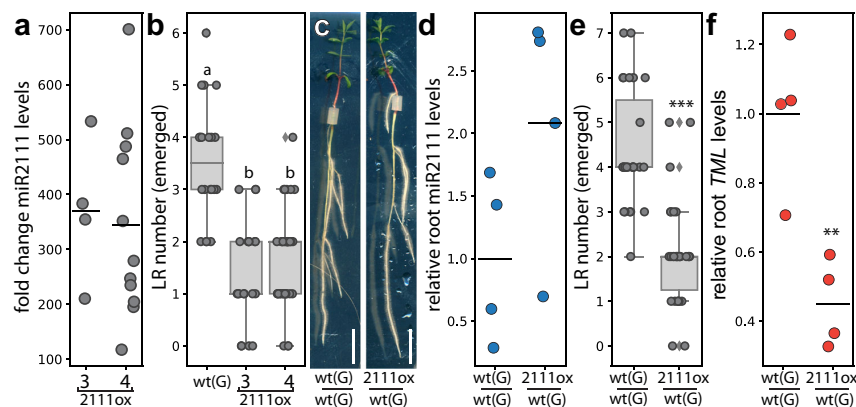 a
fold change miR2111 levels
700
600
500
400
300
200
100
3 4
2111ox
b
LR number (emerged)
6
5
4
3
2
1
0
a
b
b
wt(G)
3 4
2111ox
c
wt(G)
wt(G)
2111ox
wt(G)
d
relative root miR2111 levels
2.5
2.0
1.5
1.0
0.5
wt(G)
wt(G)
2111ox
wt(G)
e
LR number (emerged)
7
6
5
4
3
2
1
0
***
wt(G)
wt(G)
2111ox
wt(G)
f
relative root TML levels
1.2
1.0
0.8
0.6
0.4
**
wt(G)
wt(G)
2111ox
wt(G)